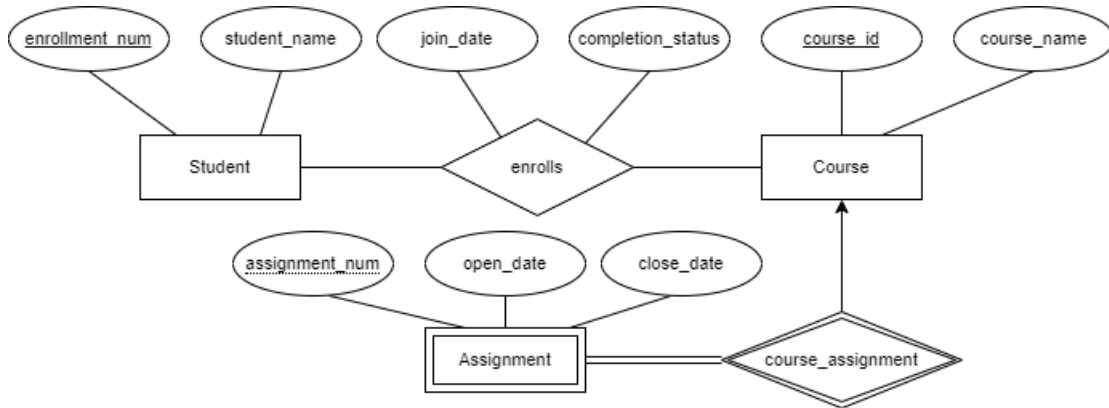 enrollment_num
student_name
join_date
completion_status
course_id
course_name
Student
enrolls
Course
assignment_num
open_date
close_date
Assignment
course_assignment